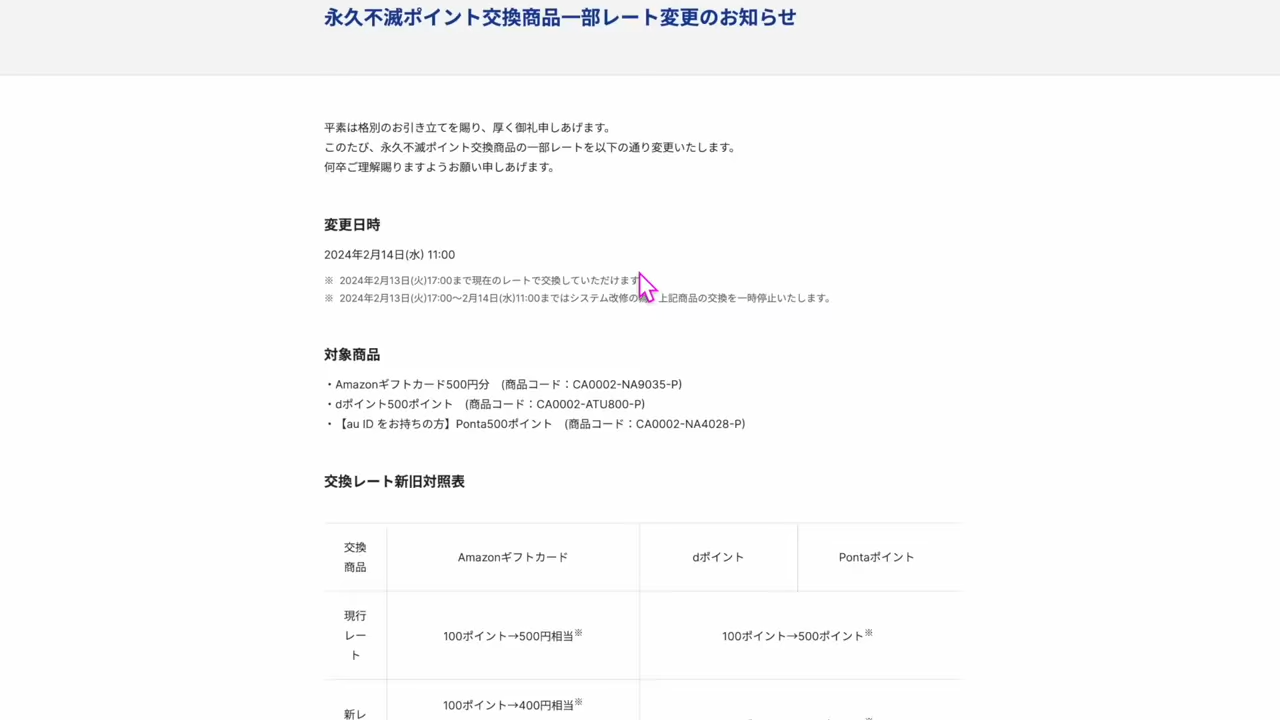 永久不滅ポイント交換商品一部レート変更のお知らせ
平素は格別のお引き立てを賜り、厚く御礼申しあげます。
このたび、永久不滅ポイント交換商品の一部レートを以下の通り変更いたします。
何卒ご理解賜りますようお願い申しあげます。
変更日時
2024年2月14日(水) 11:00
※ 2024年2月13日(火)17:00まで現在のレートで交換していただけます
※ 2024年2月13日(火)17:00～2月14日(水)11:00まではシステム改修の 上記商品の交換を一時停止いたします。
対象商品
・Amazonギフトカード500円分 (商品コード：CA0002-NA9035-P)
・dポイント500ポイント (商品コード：CA0002-ATU800-P)
・【au ID をお持ちの方】Ponta500ポイント (商品コード：CA0002-NA4028-P)
交換レート新旧対照表
交換
商品
Amazonギフトカード
dポイント
Pontaポイント
現行
レー
ト
100ポイント→500円相当※
100ポイント→500ポイント※
新レ
100ポイント→400円相当※